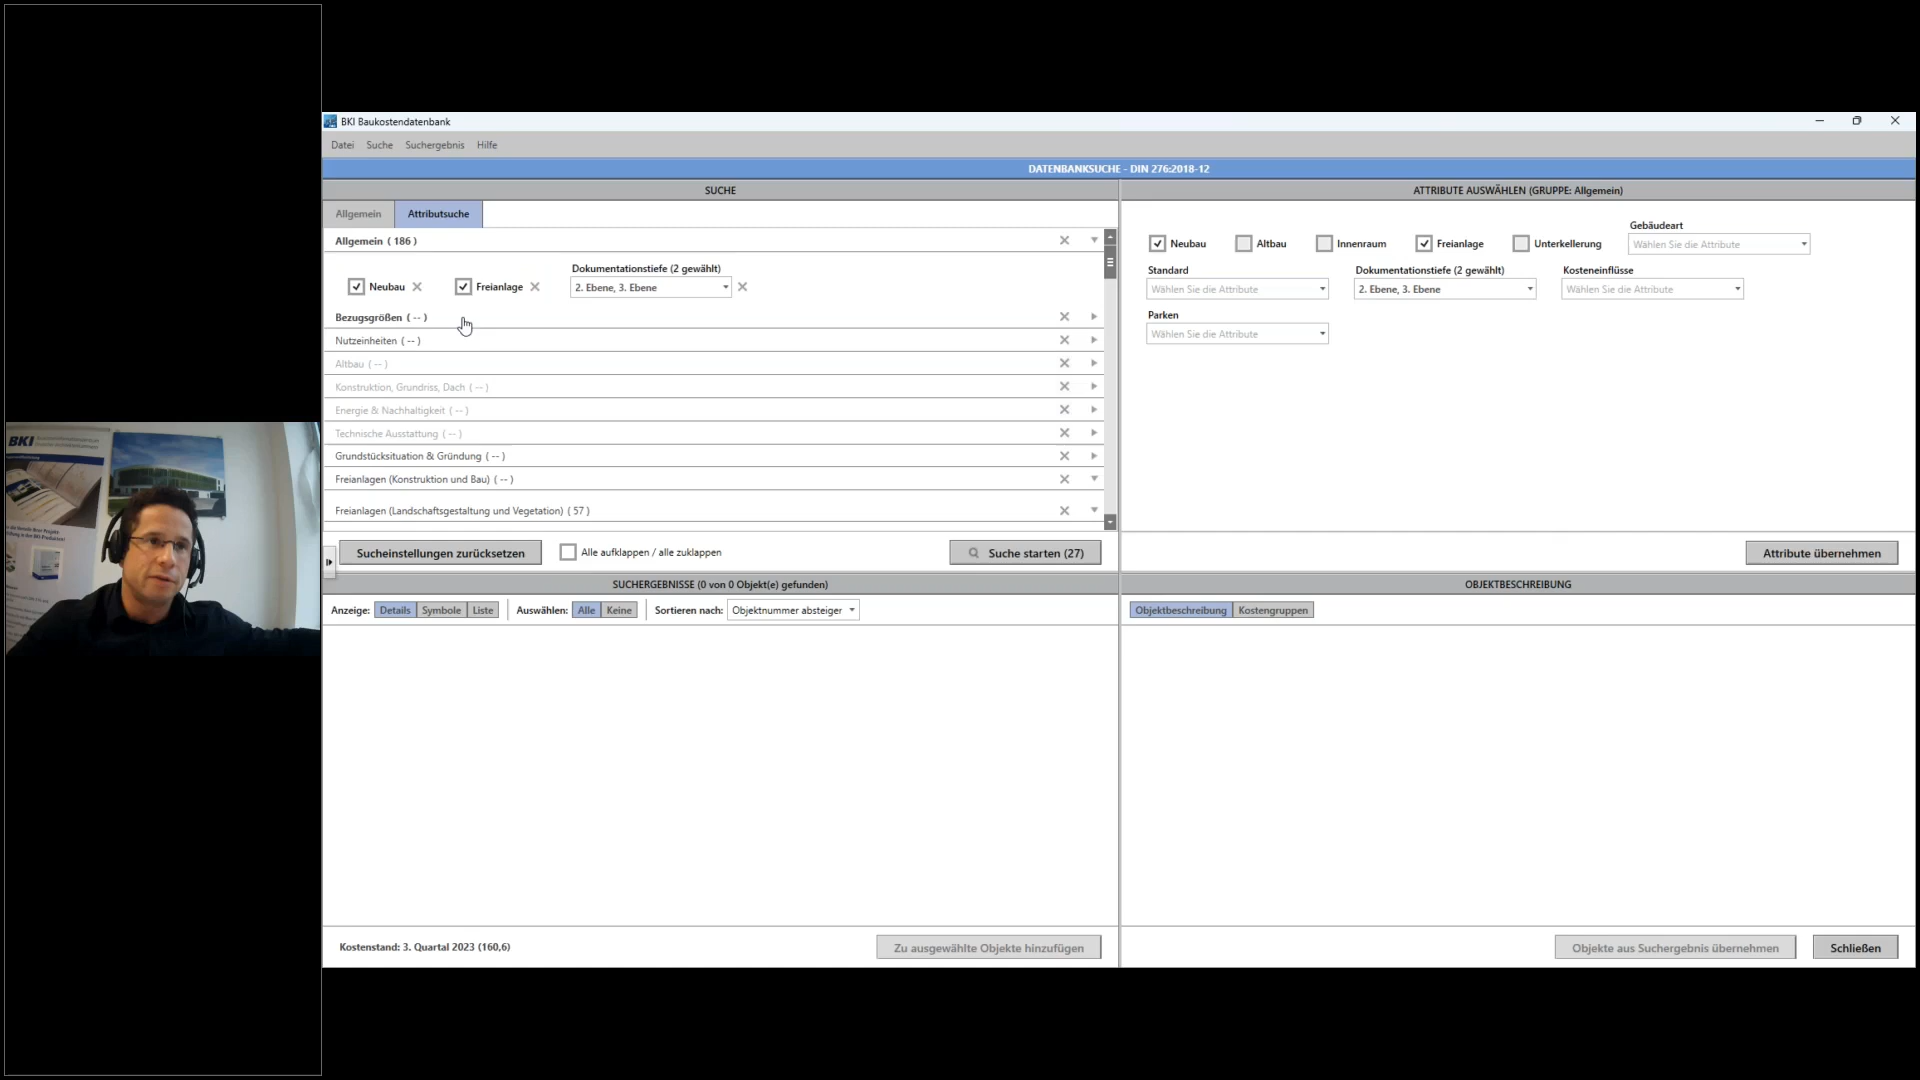 BKI Baukostendatenbank
Datei Suche Suchergebnis Hilfe
DATENBANKSUCHE - DIN 276:2018-12
SUCHE
Allgemein Attributsuche
Allgemein ( 186 )
Neubau
Freianlage
Dokumentationstiefe (2 gewählt)
2. Ebene, 3. Ebene
Bezugsgrößen ( -- )
Nutzeinheiten ( -- )
Altbau ( -- )
Konstruktion, Grundriss, Dach ( -- )
Energie & Nachhaltigkeit ( -- )
Technische Ausstattung ( -- )
Grundstücksituation & Gründung ( -- )
Freianlagen (Konstruktion und Bau) ( -- )
Freianlagen (Landschaftsgestaltung und Vegetation) ( 57 )
Sucheinstellungen zurücksetzen
Alle aufklappen / alle zuklappen
Suche starten (27)
ATTRIBUTE AUSWÄHLEN (GRUPPE: Allgemein)
Neubau Altbau Innenraum Freianlage Unterkellerung
Gebäudeart
Wählen Sie die Attribute
Standard
Wählen Sie die Attribute
Dokumentationstiefe (2 gewählt)
2. Ebene, 3. Ebene
Kosteneinflüsse
Wählen Sie die Attribute
Parken
Wählen Sie die Attribute
Attribute übernehmen
SUCHERGEBNISSE (0 von 0 Objekt(e) gefunden)
Anzeige: Details Symbole Liste Auswählen: Alle Keine Sortieren nach: Objektnummer absteiger
OBJEKTBESCHREIBUNG
Objektbeschreibung Kostengruppen
Kostenstand: 3. Quartal 2023 (160,6)
Zu ausgewählte Objekte hinzufügen
Objekte aus Suchergebnis übernehmen
Schließen
BKI